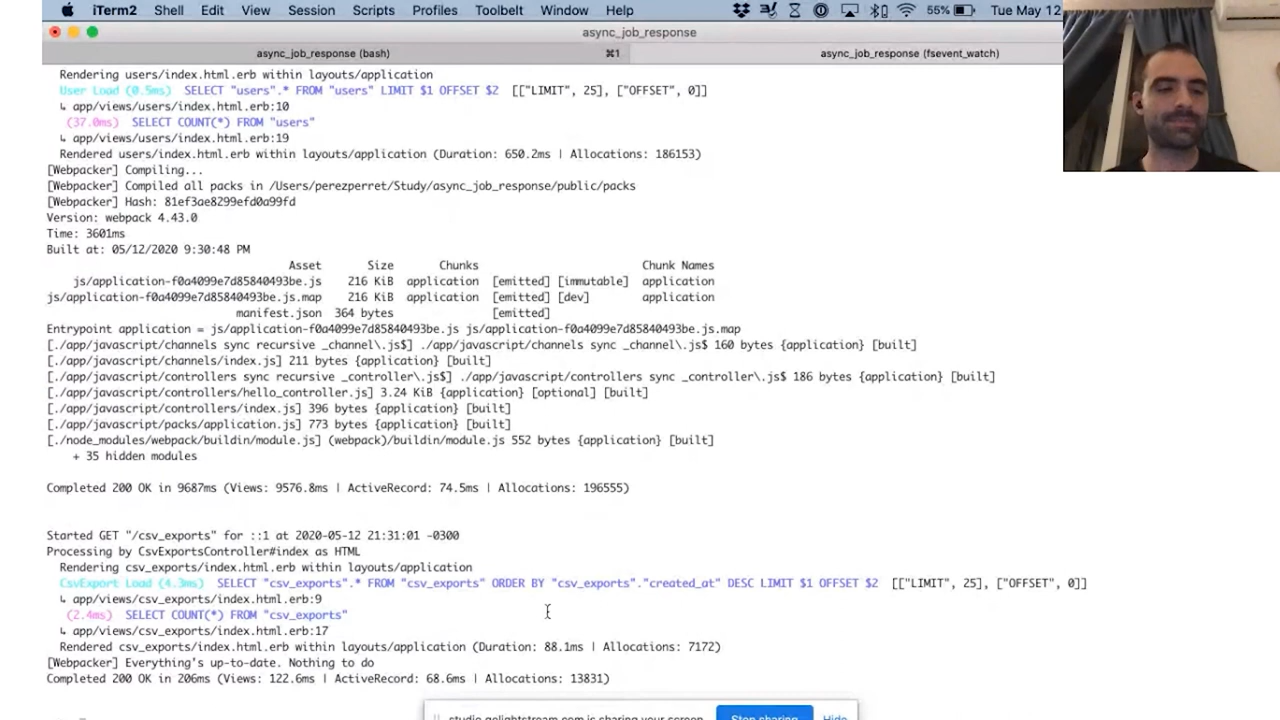 iTerm2 Shell Edit View Session Scripts Profiles Toolbelt Window Help 55% Tue May 12
async_job_response
async_job_response (bash) ⌘1 async_job_response (fsevent_watch)
Rendering users/index.html.erb within layouts/application
User Load (0.5ms) SELECT "users".* FROM "users" LIMIT $1 OFFSET $2 [["LIMIT", 25], ["OFFSET", 0]]
↳ app/views/users/index.html.erb:10
(37.0ms) SELECT COUNT(*) FROM "users"
↳ app/views/users/index.html.erb:19
Rendered users/index.html.erb within layouts/application (Duration: 650.2ms | Allocations: 186153)
[Webpacker] Compiling...
[Webpacker] Compiled all packs in /Users/perezperret/Study/async_job_response/public/packs
[Webpacker] Hash: 81ef3ae8299efd0a99fd
Version: webpack 4.43.0
Time: 3601ms
Built at: 05/12/2020 9:30:48 PM
Asset Size Chunks Chunk Names
js/application-f0a4099e7d85840493be.js 216 KiB application [emitted] [immutable] application
js/application-f0a4099e7d85840493be.js.map 216 KiB application [emitted] [dev] application
manifest.json 364 bytes [emitted]
Entrypoint application = js/application-f0a4099e7d85840493be.js js/application-f0a4099e7d85840493be.js.map
[./app/javascript/channels sync recursive _channel\.js$] ./app/javascript/channels sync _channel\.js$ 160 bytes {application} [built]
[./app/javascript/channels/index.js] 211 bytes {application} [built]
[./app/javascript/controllers sync recursive _controller\.js$] ./app/javascript/controllers sync _controller\.js$ 186 bytes {application} [built]
[./app/javascript/controllers/hello_controller.js] 3.24 KiB {application} [optional] [built]
[./app/javascript/controllers/index.js] 396 bytes {application} [built]
[./app/javascript/packs/application.js] 773 bytes {application} [built]
[./node_modules/webpack/buildin/module.js] (webpack)/buildin/module.js 552 bytes {application} [built]
+ 35 hidden modules
Completed 200 OK in 9687ms (Views: 9576.8ms | ActiveRecord: 74.5ms | Allocations: 196555)
Started GET "/csv_exports" for ::1 at 2020-05-12 21:31:01 -0300
Processing by CsvExportsController#index as HTML
Rendering csv_exports/index.html.erb within layouts/application
CsvExport Load (4.3ms) SELECT "csv_exports".* FROM "csv_exports" ORDER BY "csv_exports"."created_at" DESC LIMIT $1 OFFSET $2 [["LIMIT", 25], ["OFFSET", 0]]
↳ app/views/csv_exports/index.html.erb:9
(2.4ms) SELECT COUNT(*) FROM "csv_exports"
↳ app/views/csv_exports/index.html.erb:17
Rendered csv_exports/index.html.erb within layouts/application (Duration: 88.1ms | Allocations: 7172)
[Webpacker] Everything's up-to-date. Nothing to do
Completed 200 OK in 206ms (Views: 122.6ms | ActiveRecord: 68.6ms | Allocations: 13831)
studio.golightstream.com is sharing your screen. Stop sharing Hide